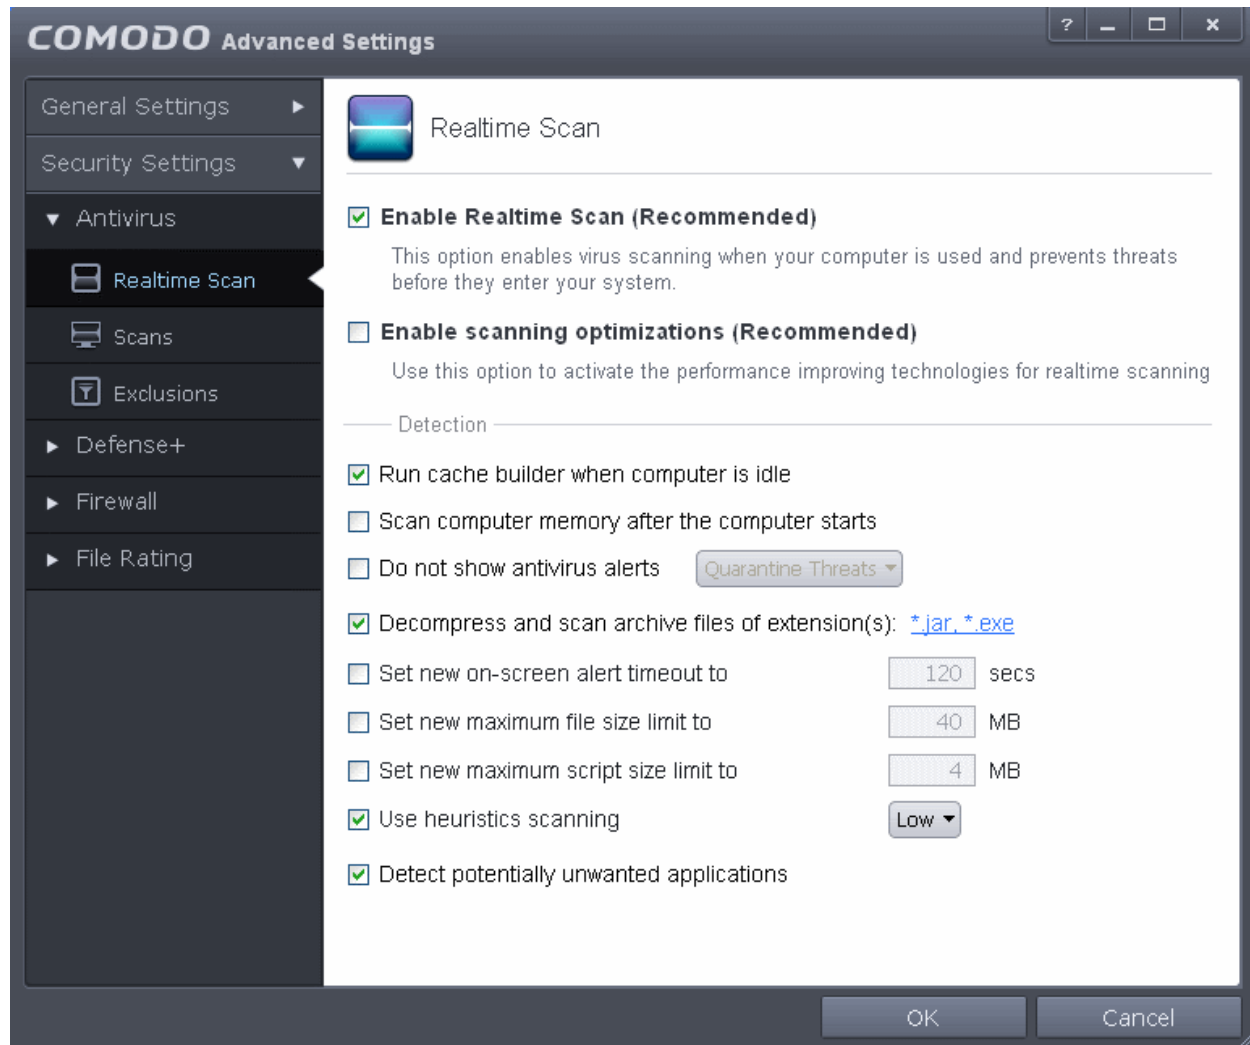 COMODO Advanced Settings
?
General Settings
Security Settings
Antivirus
Realtime Scan
Scans
Exclusions
Defense+
Firewall
File Rating
Realtime Scan
Enable Realtime Scan (Recommended)
This option enables virus scanning when your computer is used and prevents threats
before they enter your system.
Enable scanning optimizations (Recommended)
Use this option to activate the performance improving technologies for realtime scanning
Detection
Run cache builder when computer is idle
Scan computer memory after the computer starts
Do not show antivirus alerts Quarantine Threats
Decompress and scan archive files of extension(s): *.jar, *.exe
Set new on-screen alert timeout to 120 secs
Set new maximum file size limit to 40 MB
Set new maximum script size limit to 4 MB
Use heuristics scanning Low
Detect potentially unwanted applications
OK Cancel